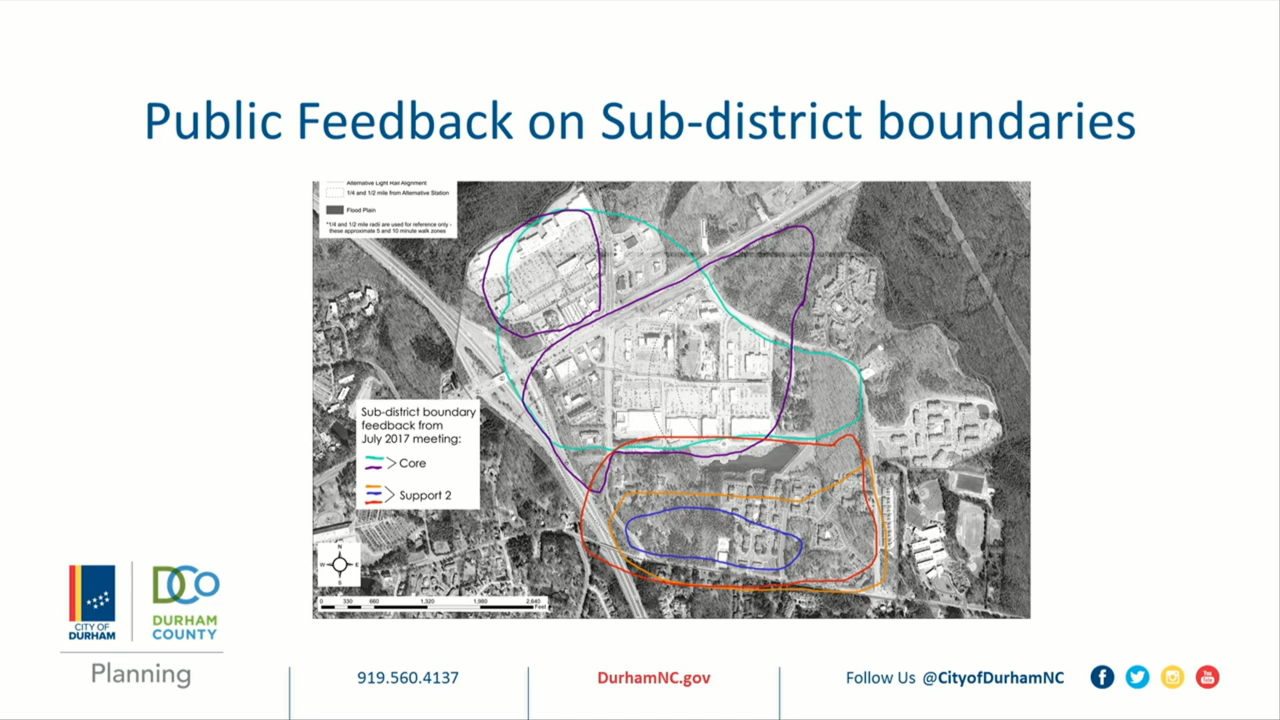 Public Feedback on Sub-district boundaries
Alternative Light Rail Alignment
1/4 and 1/2 mile from Alternative Station
Flood Plain
*1/4 and 1/2 mile radii are used for reference only -
these approximate 5 and 10 minute walk zones
Sub-district boundary
feedback from
July 2017 meeting:
> Core
> Support 2
N
W E
S
0 330 660 1,320 1,980 2,640
Feet
CITY OF
DURHAM
DCO
DURHAM
COUNTY
Planning
919.560.4137
DurhamNC.gov
Follow Us @CityofDurhamNC
You
Tube